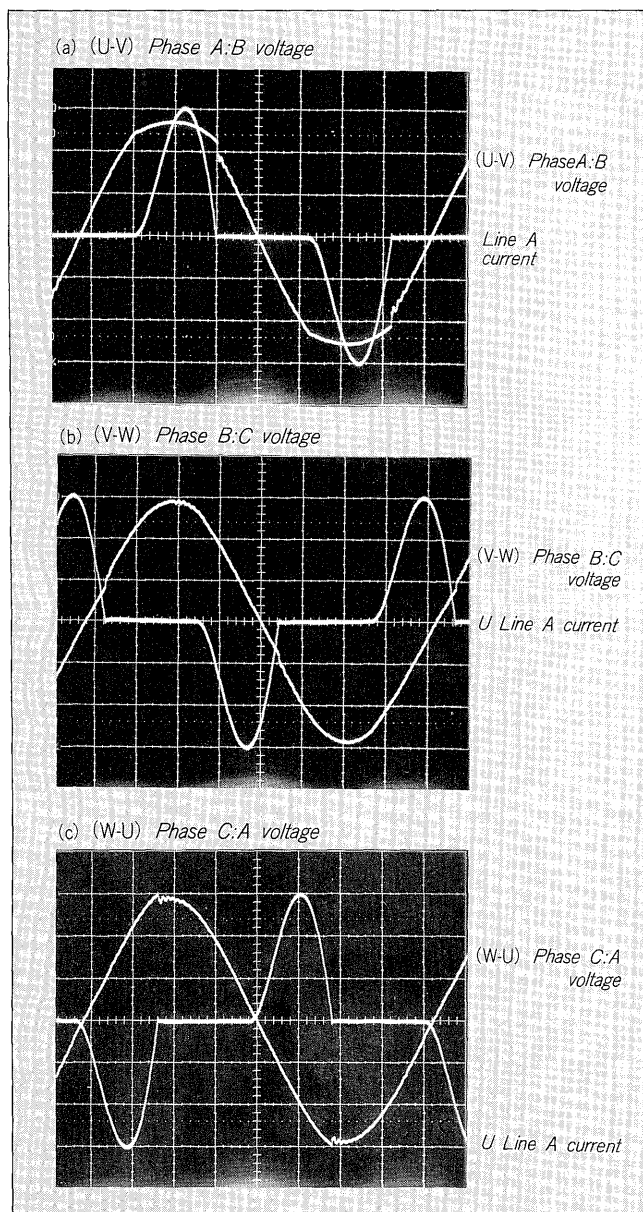 (a) (U-V) Phase A:B voltage
(U-V) PhaseA:B
voltage
Line A
current
(b) (V-W) Phase B:C voltage
(V-W) Phase B:C
voltage
U Line A current
(c) (W-U) Phase C:A voltage
(W-U) Phase C:A
voltage
U Line A current